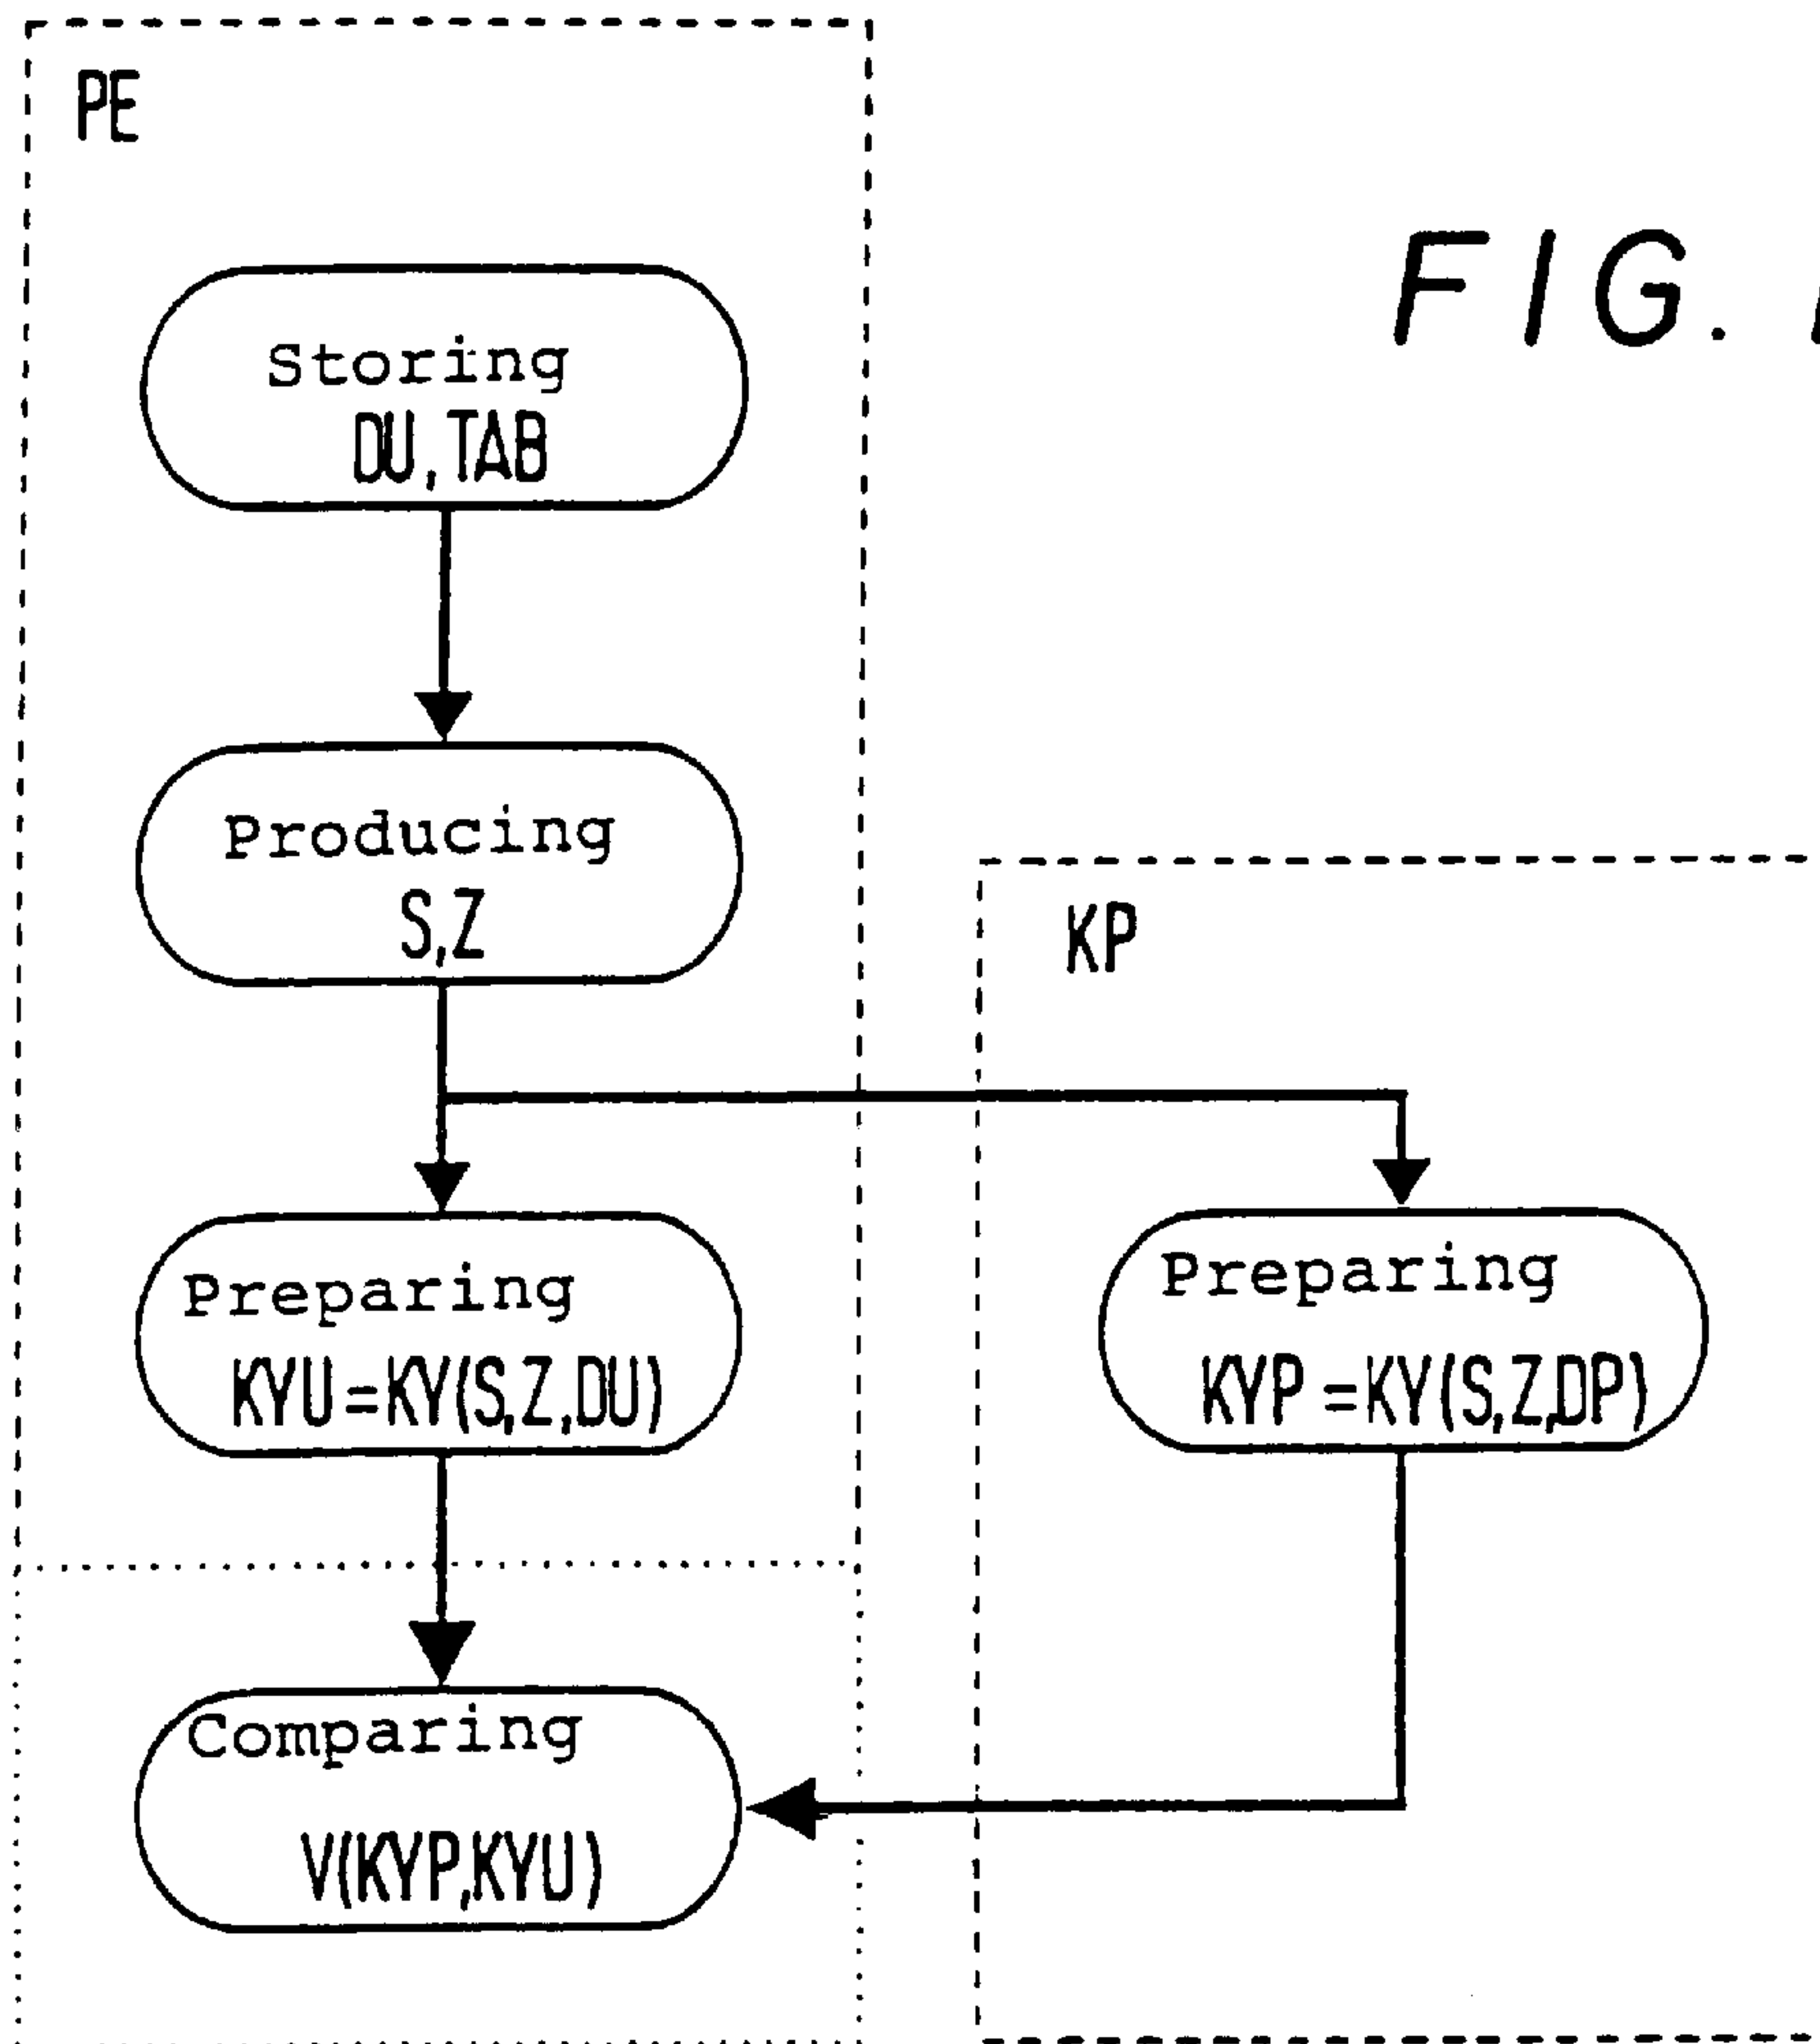 PE
FIG.
Storing
DU,TAB
Producing
S,Z
KP
Preparing
KYU=KY(S,Z,DU)
Preparing
KYP =KY(S,Z,DP)
Comparing
V(KYP,KYU)